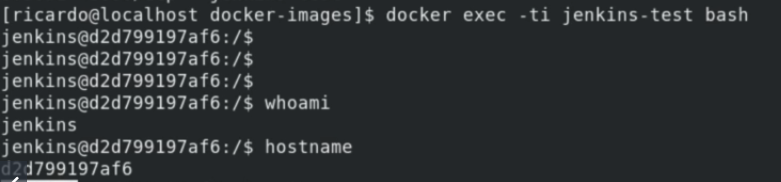 [ricardo@localhost docker-images]$ docker exec -ti jenkins-test bash
jenkins@d2d799197af6:/$
jenkins@d2d799197af6:/$
jenkins@d2d799197af6:/$
jenkins@d2d799197af6:/$ whoami
jenkins
jenkins@d2d799197af6:/$ hostname
d2d799197af6